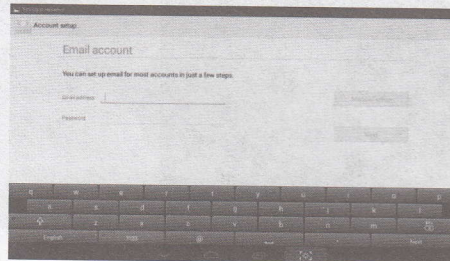 Account setup
Email account
You can set up email for most accounts in just a few steps.
Email address
Password
q w e r t y u i o p
a s d f g h j k l
z x c v b n m
English ?123 @ . Next